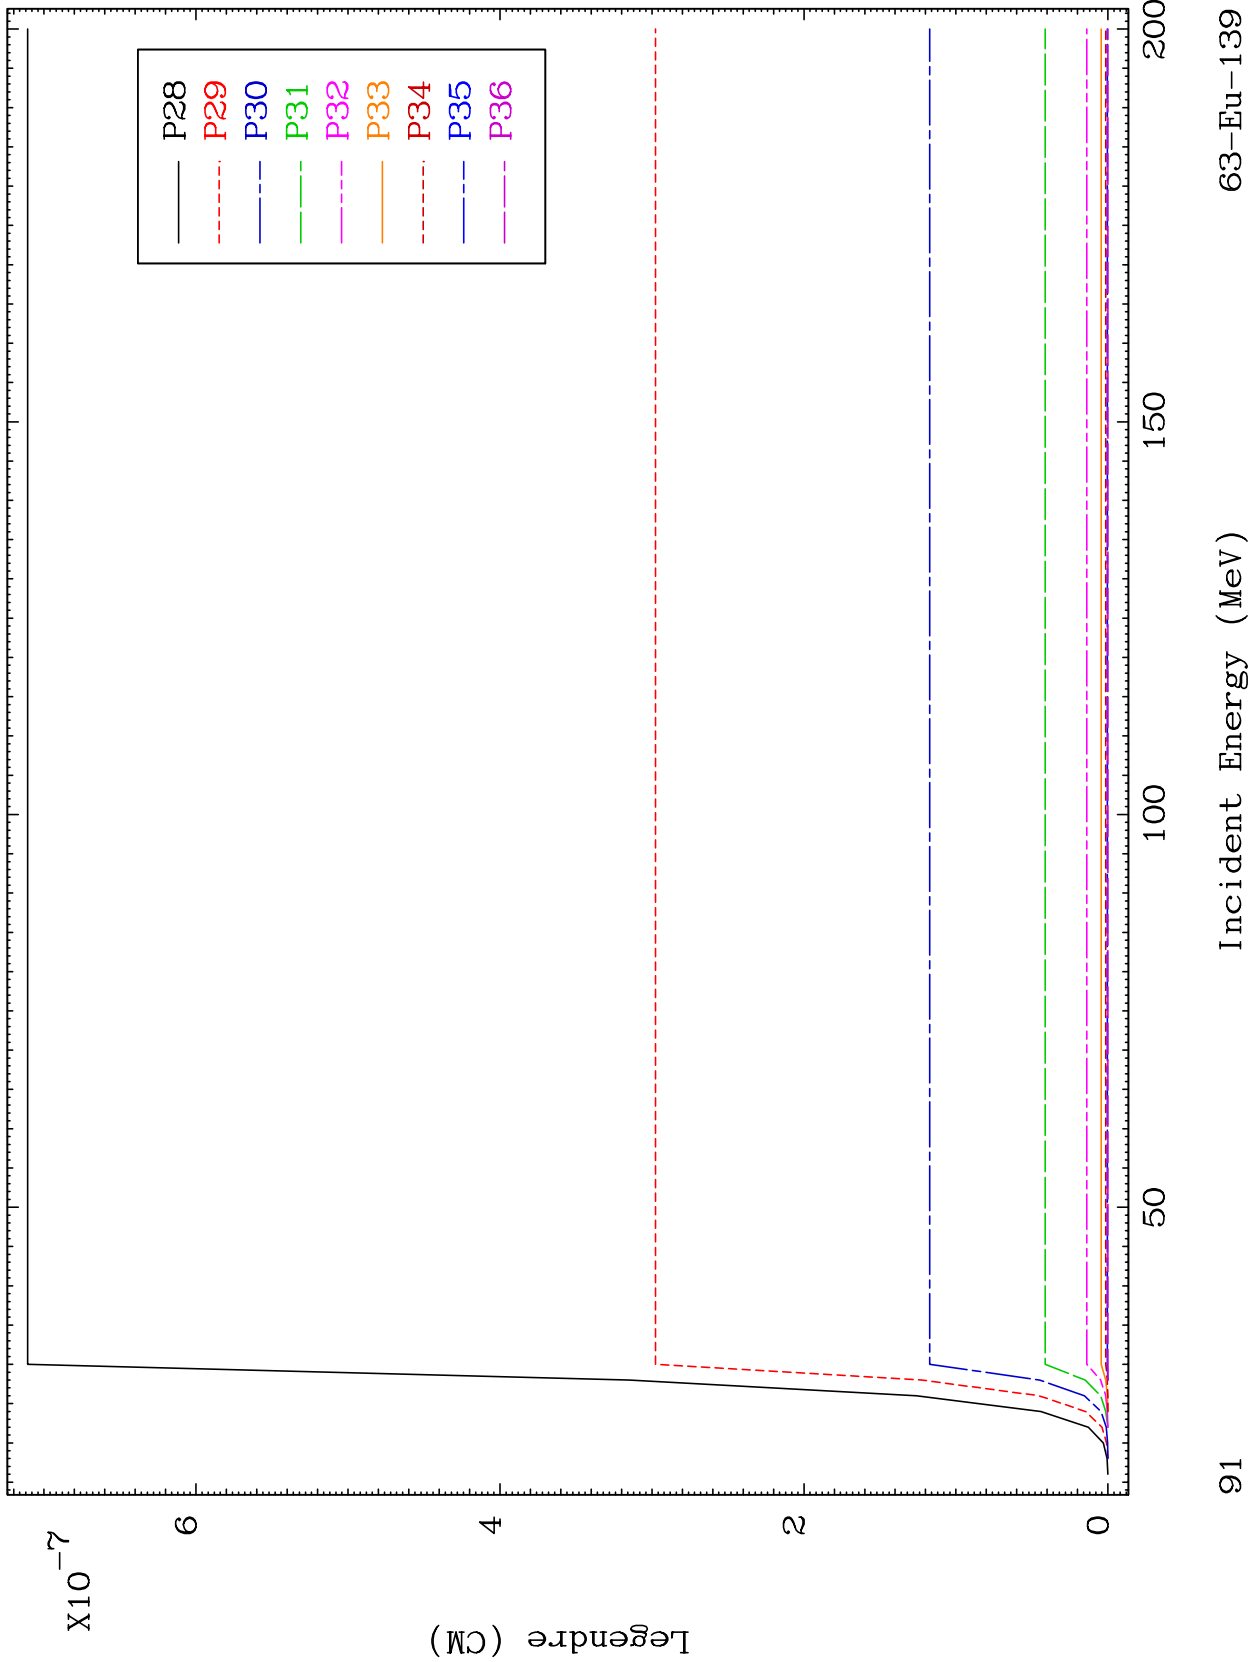 X10-7
Legendre (CM)
6
4
2
0
P28
P29
P30
P31
P32
P33
P34
P35
P36
50
100
150
200
91
Incident Energy (MeV)
63-Eu-139